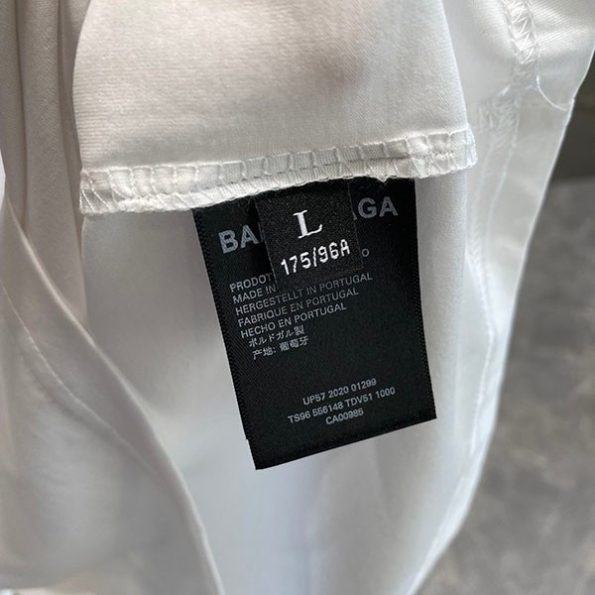 L
175/96A
MADE IN PORTUGAL
HERGESTELLT IN PORTUGAL
FABRIQUE EN PORTUGAL
HECHO EN PORTUGAL
ポルトガル製
产地: 葡萄牙
UP57 2020 01299
TS96 556148 TDV51 1000
CA00986